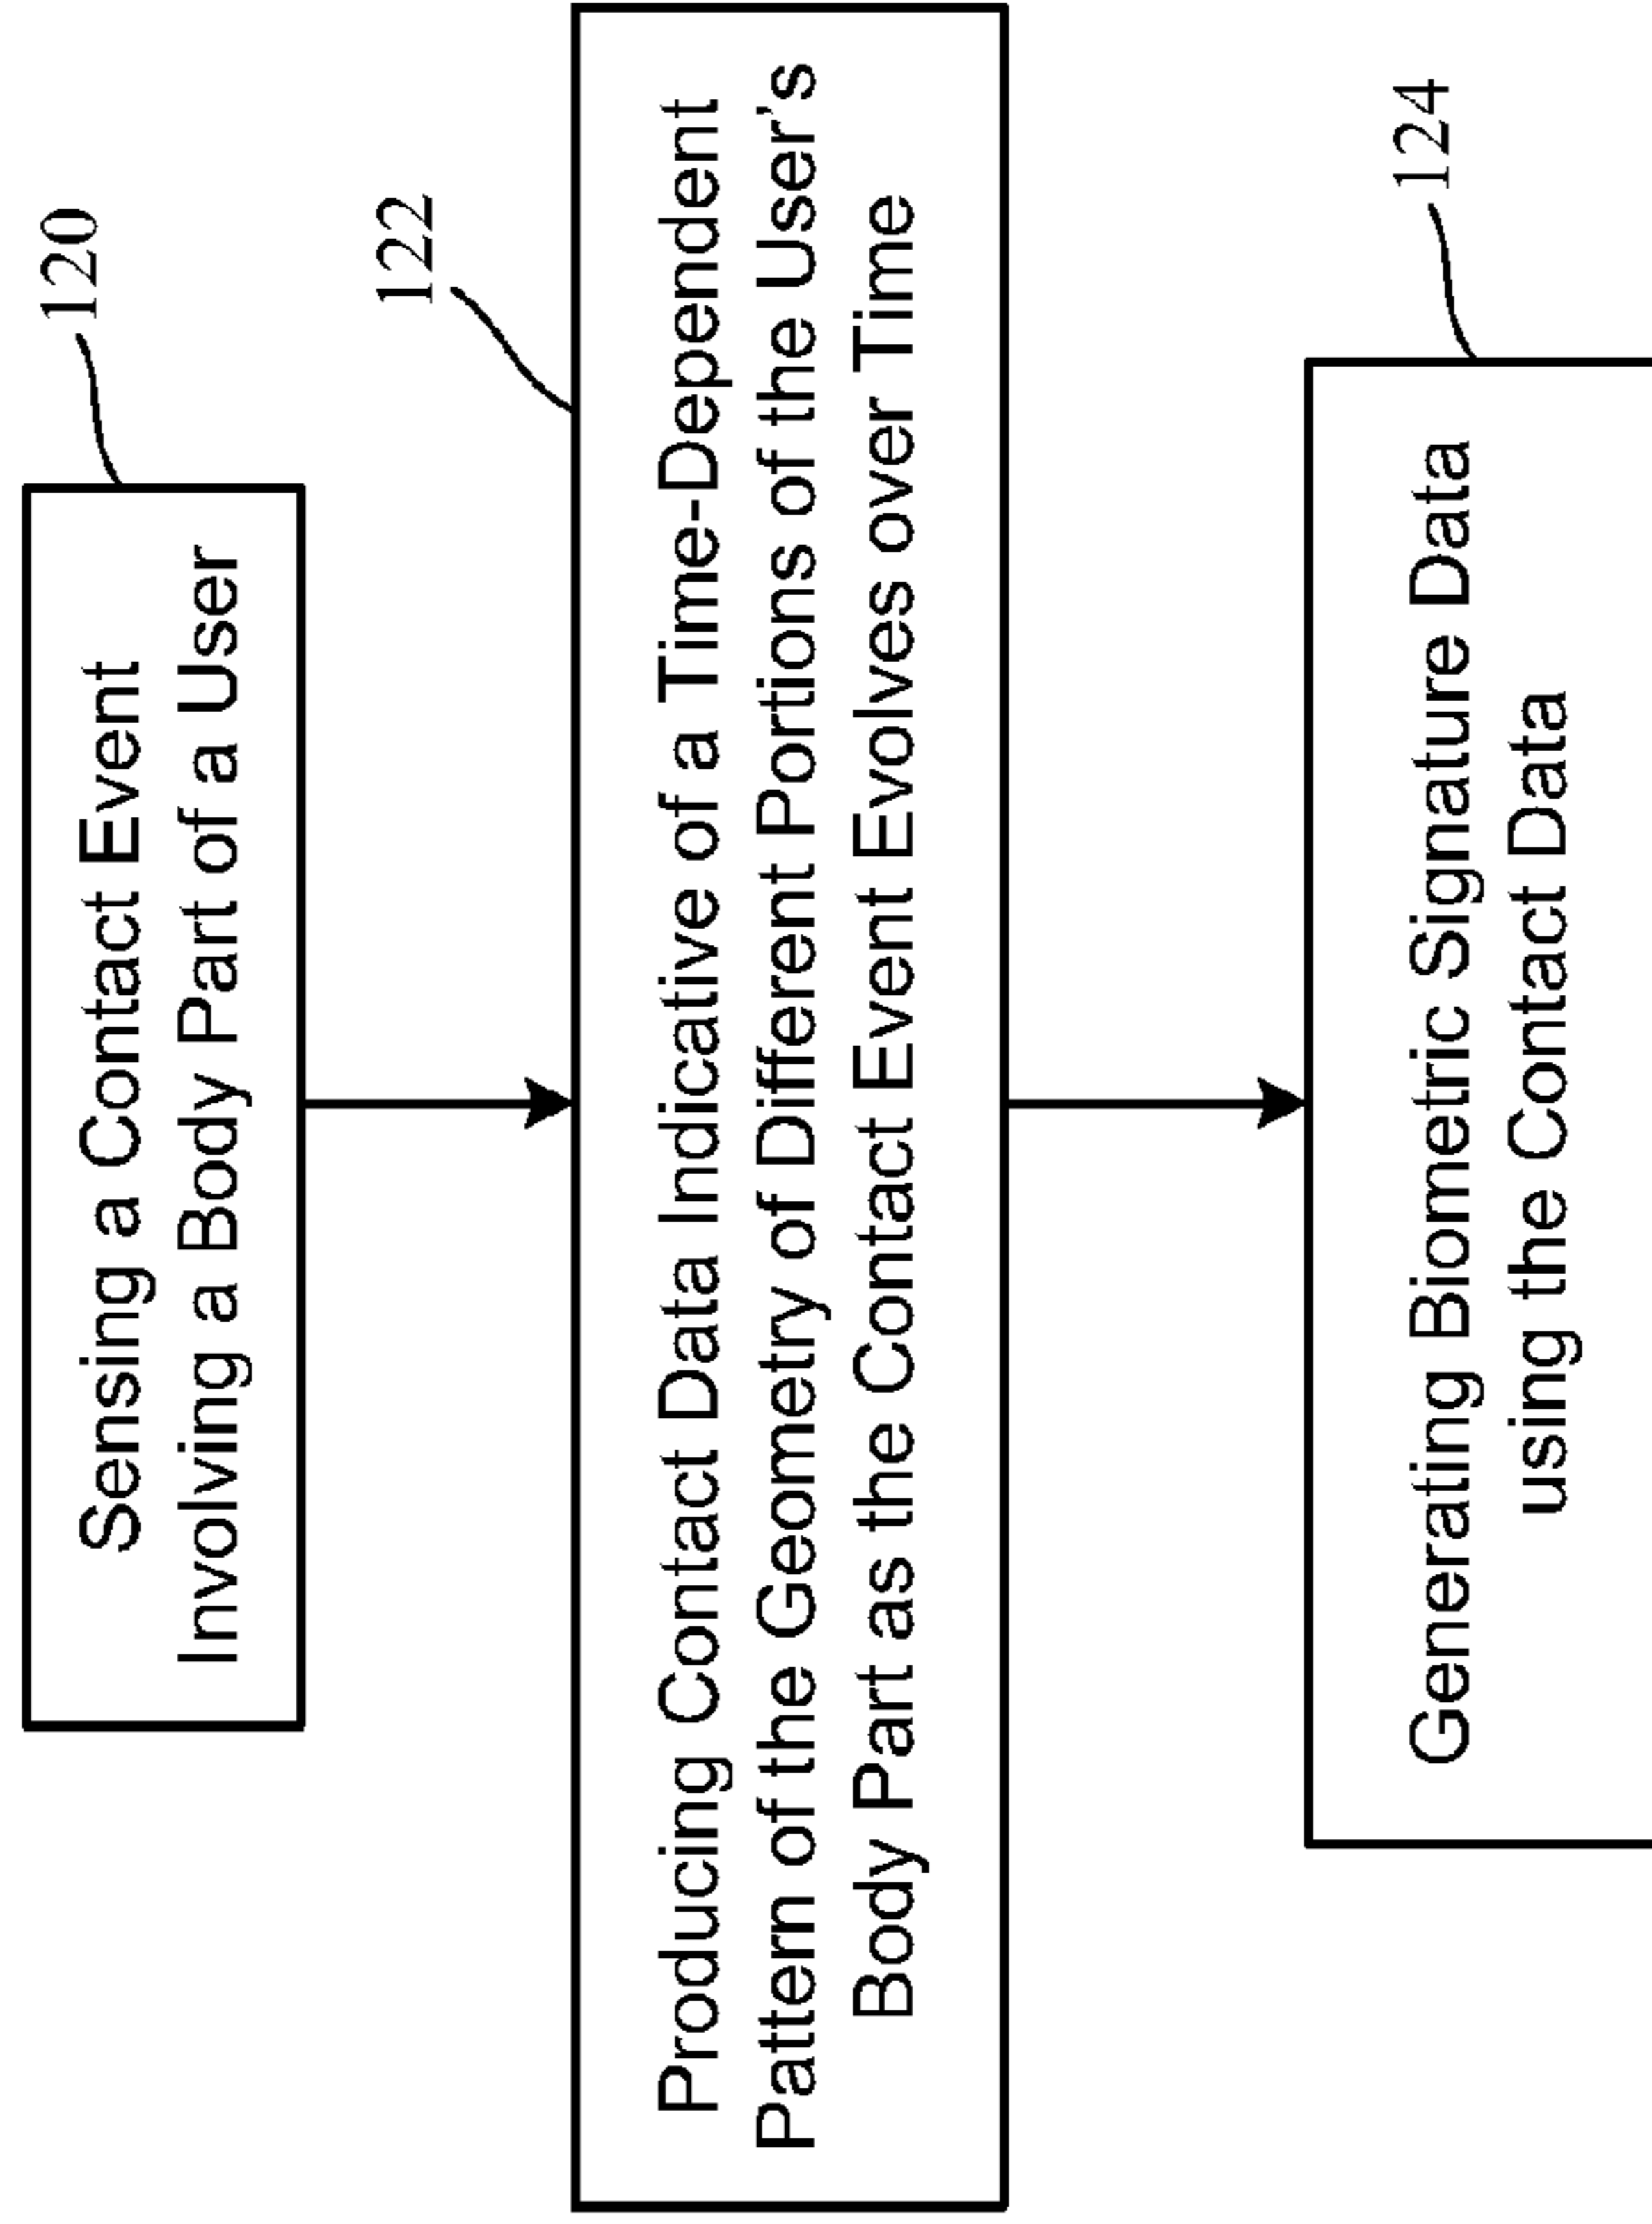 120
Sensing a Contact Event
Involving a Body Part of a User
122
Producing Contact Data Indicative of a Time-Dependent
Pattern of the Geometry of Different Portions of the User's
Body Part as the Contact Event Evolves over Time
124
Generating Biometric Signature Data
using the Contact Data